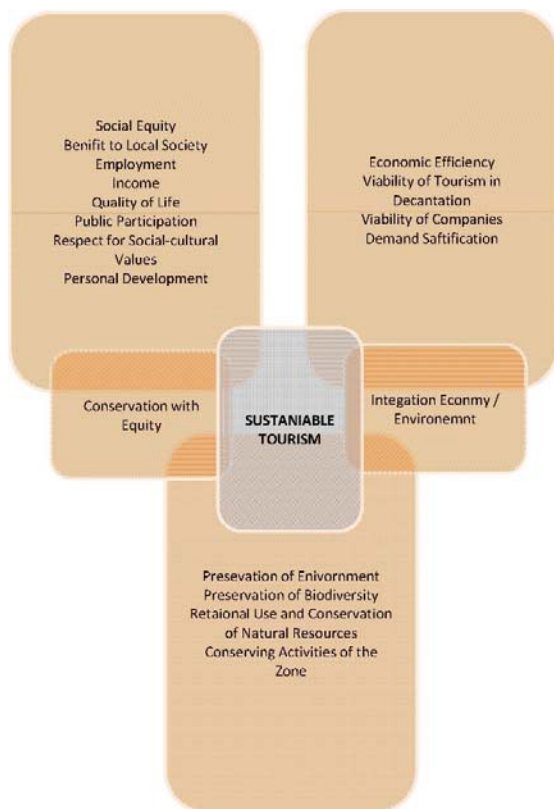 Social Equity
Benifit to Local Society
Employment
Income
Quality of Life
Public Participation
Respect for Social-cultural
Values
Personal Development
Economic Efficiency
Viability of Tourism in
Decantation
Viability of Companies
Demand Saftification
Conservation with
Equity
SUSTANIABLE
TOURISM
Integation Econmy /
Environemnt
Presevation of Enivornment
Preservation of Biodiversity
Retaional Use and Conservation
of Natural Resources
Conserving Activities of the
Zone